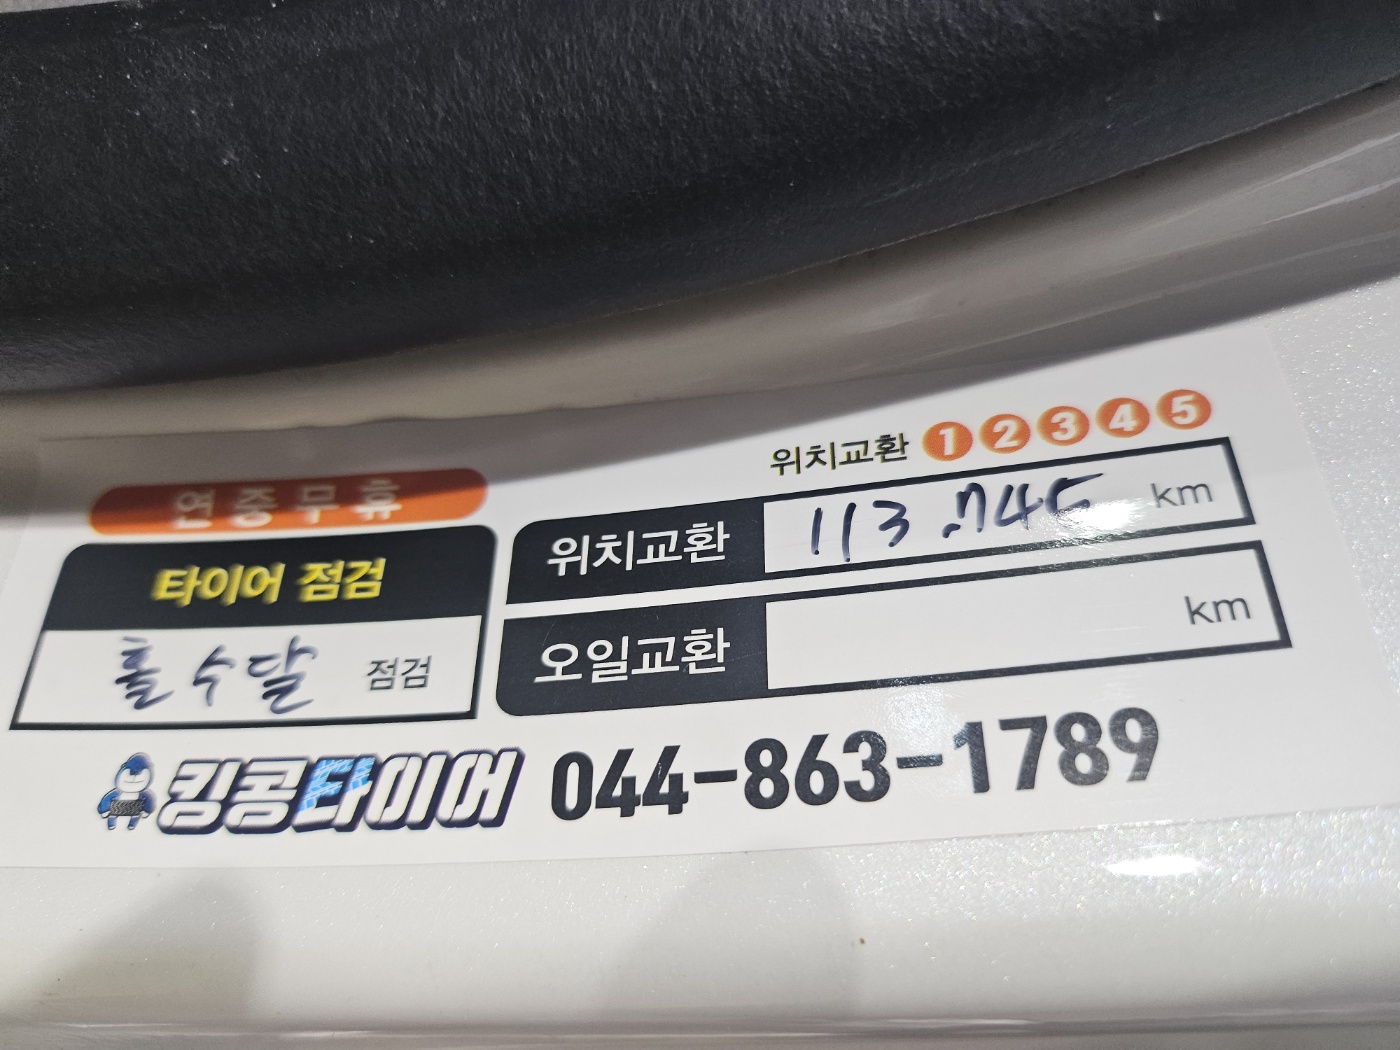 위치교환 1 2 3 4 5
연중무휴
위치교환 113.745 km
타이어 점검
홀수달 점검
오일교환 km
킹콩타이어 044-863-1789